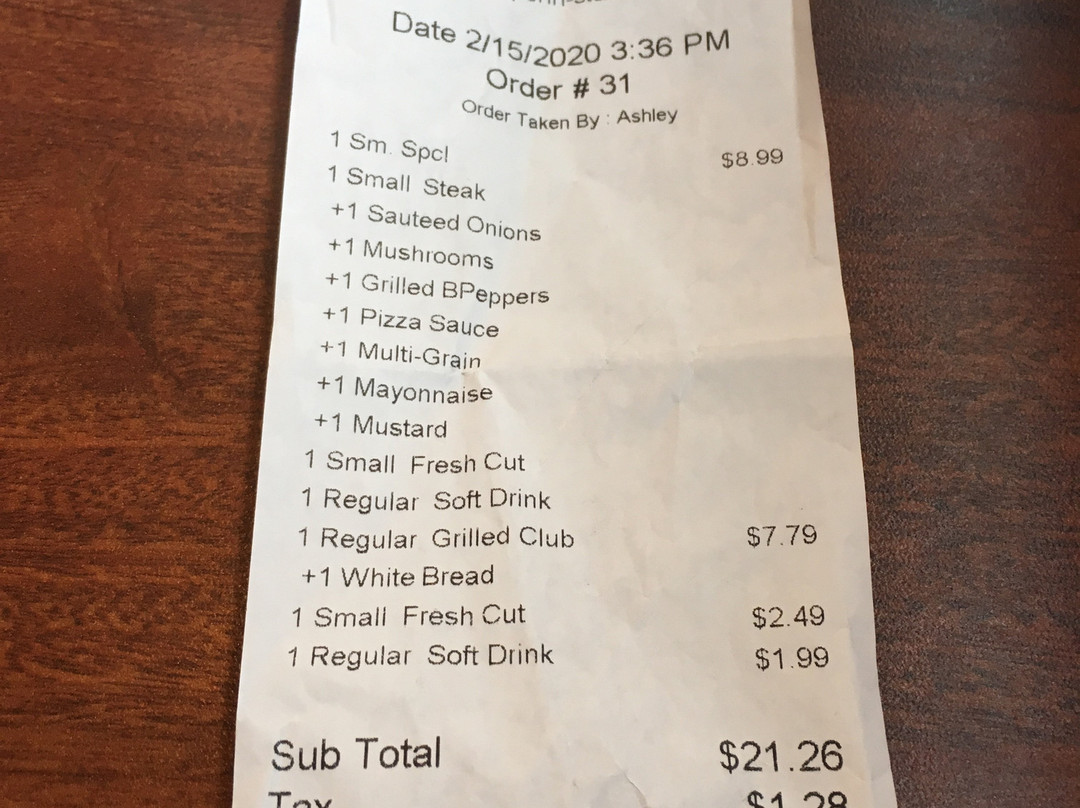 Date 2/15/2020 3:36 PM
Order # 31
Order Taken By : Ashley
1 Sm. Spcl $8.99
1 Small Steak
+1 Sauteed Onions
+1 Mushrooms
+1 Grilled BPeppers
+1 Pizza Sauce
+1 Multi-Grain
+1 Mayonnaise
+1 Mustard
1 Small Fresh Cut
1 Regular Soft Drink
1 Regular Grilled Club $7.79
+1 White Bread
1 Small Fresh Cut $2.49
1 Regular Soft Drink $1.99
Sub Total $21.26
Tax $1.28